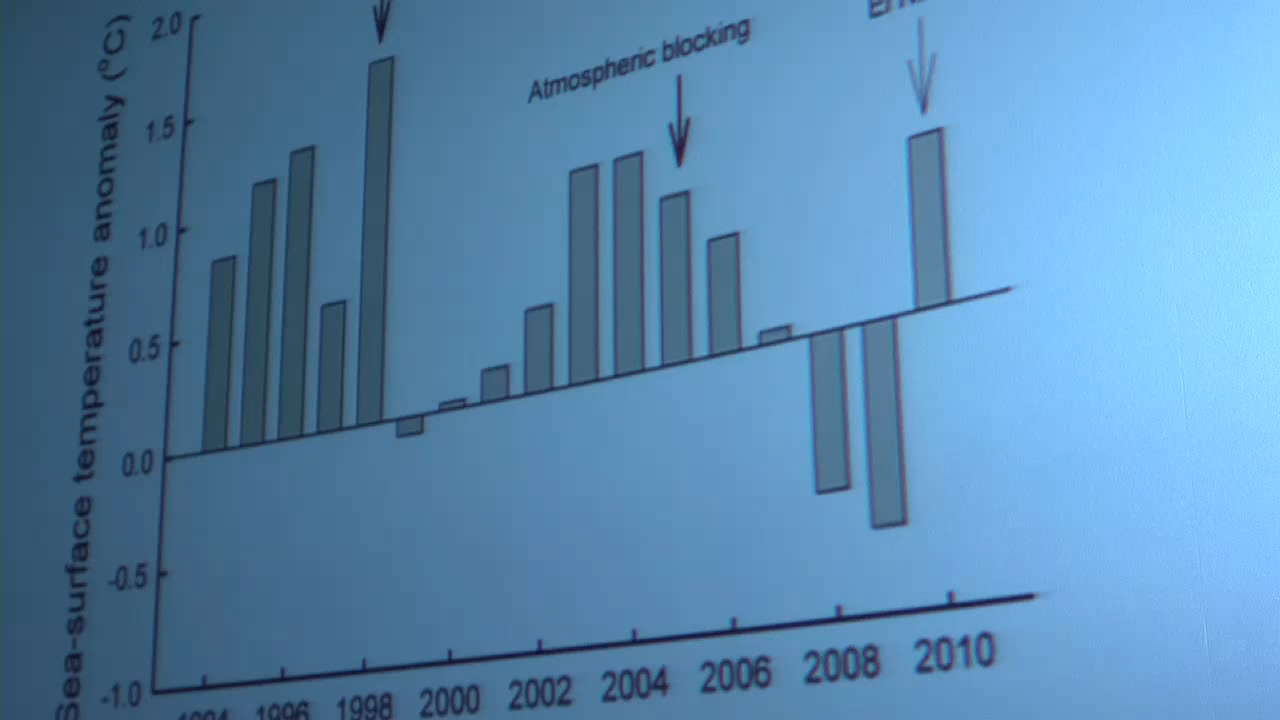 Sea-surface temperature anomaly (°C)
2.0
1.5
1.0
0.5
0.0
-0.5
-1.0
Atmospheric blocking
1994 1996 1998 2000 2002 2004 2006 2008 2010